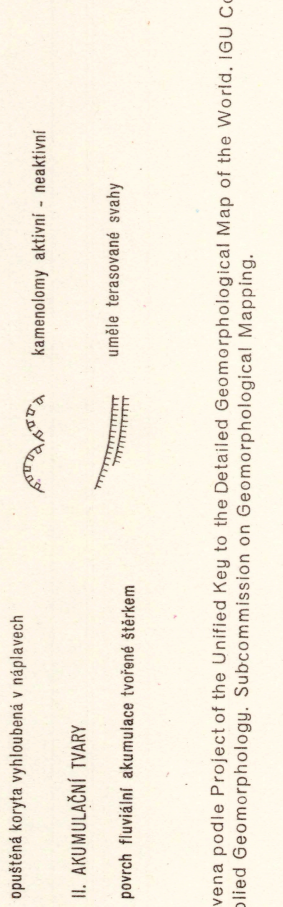 opuštěná koryta vyhloubená v náplavech
II. AKUMULAČNÍ TVARY
povrch fluviální akumulace tvořené štěrkem
kamenolomy aktivní - neaktivní
uměle terasované svahy
vena podle Project of the Unified Key to the Detailed Geomorphological Map of the World. IGU Co
plied Geomorphology. Subcommission on Geomorphological Mapping.